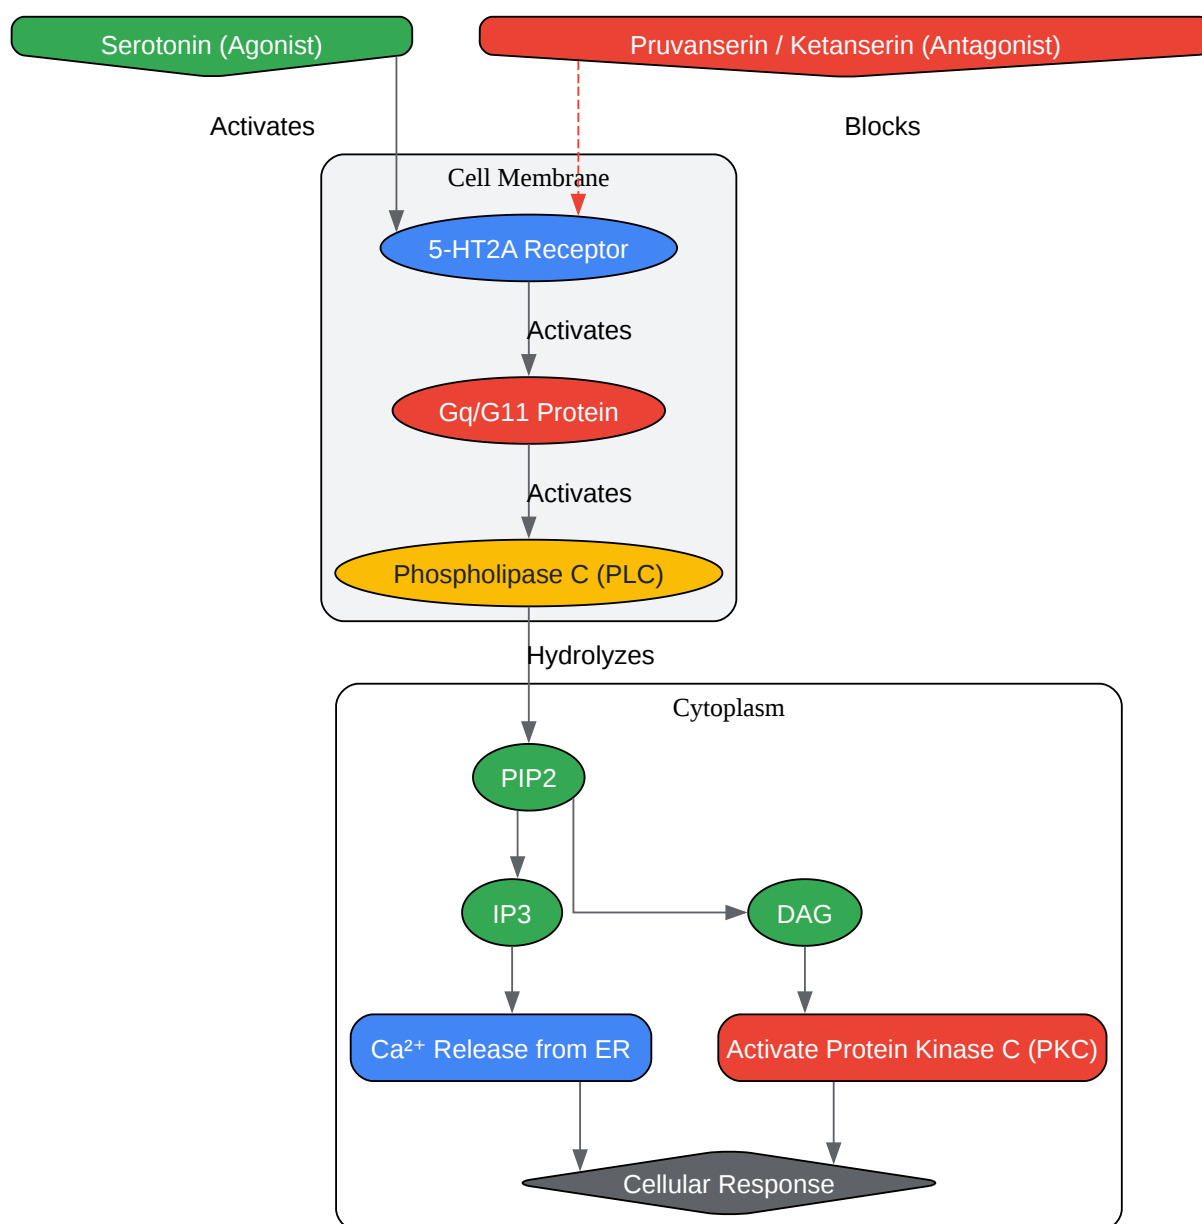 Serotonin (Agonist)
Pruvanserin / Ketanserin (Antagonist)
Activates
Blocks
Cell Membrane
5-HT2A Receptor
Activates
Gq/G11 Protein
Activates
Phospholipase C (PLC)
Hydrolyzes
Cytoplasm
PIP2
IP3
DAG
Ca²⁺ Release from ER
Activate Protein Kinase C (PKC)
Cellular Response